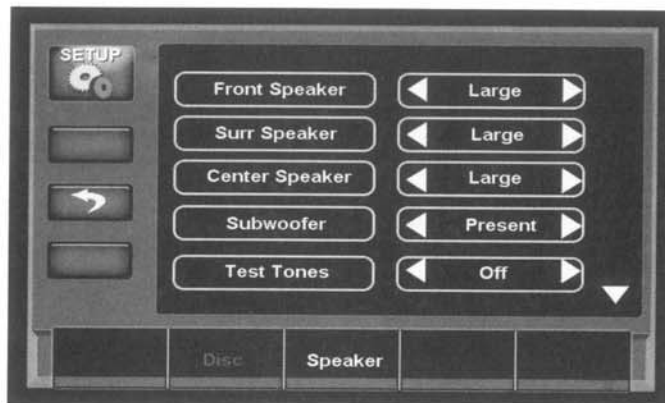 SETUP
Front Speaker Large
Surr Speaker Large
Center Speaker Large
Subwoofer Present
Test Tones Off
Disc Speaker